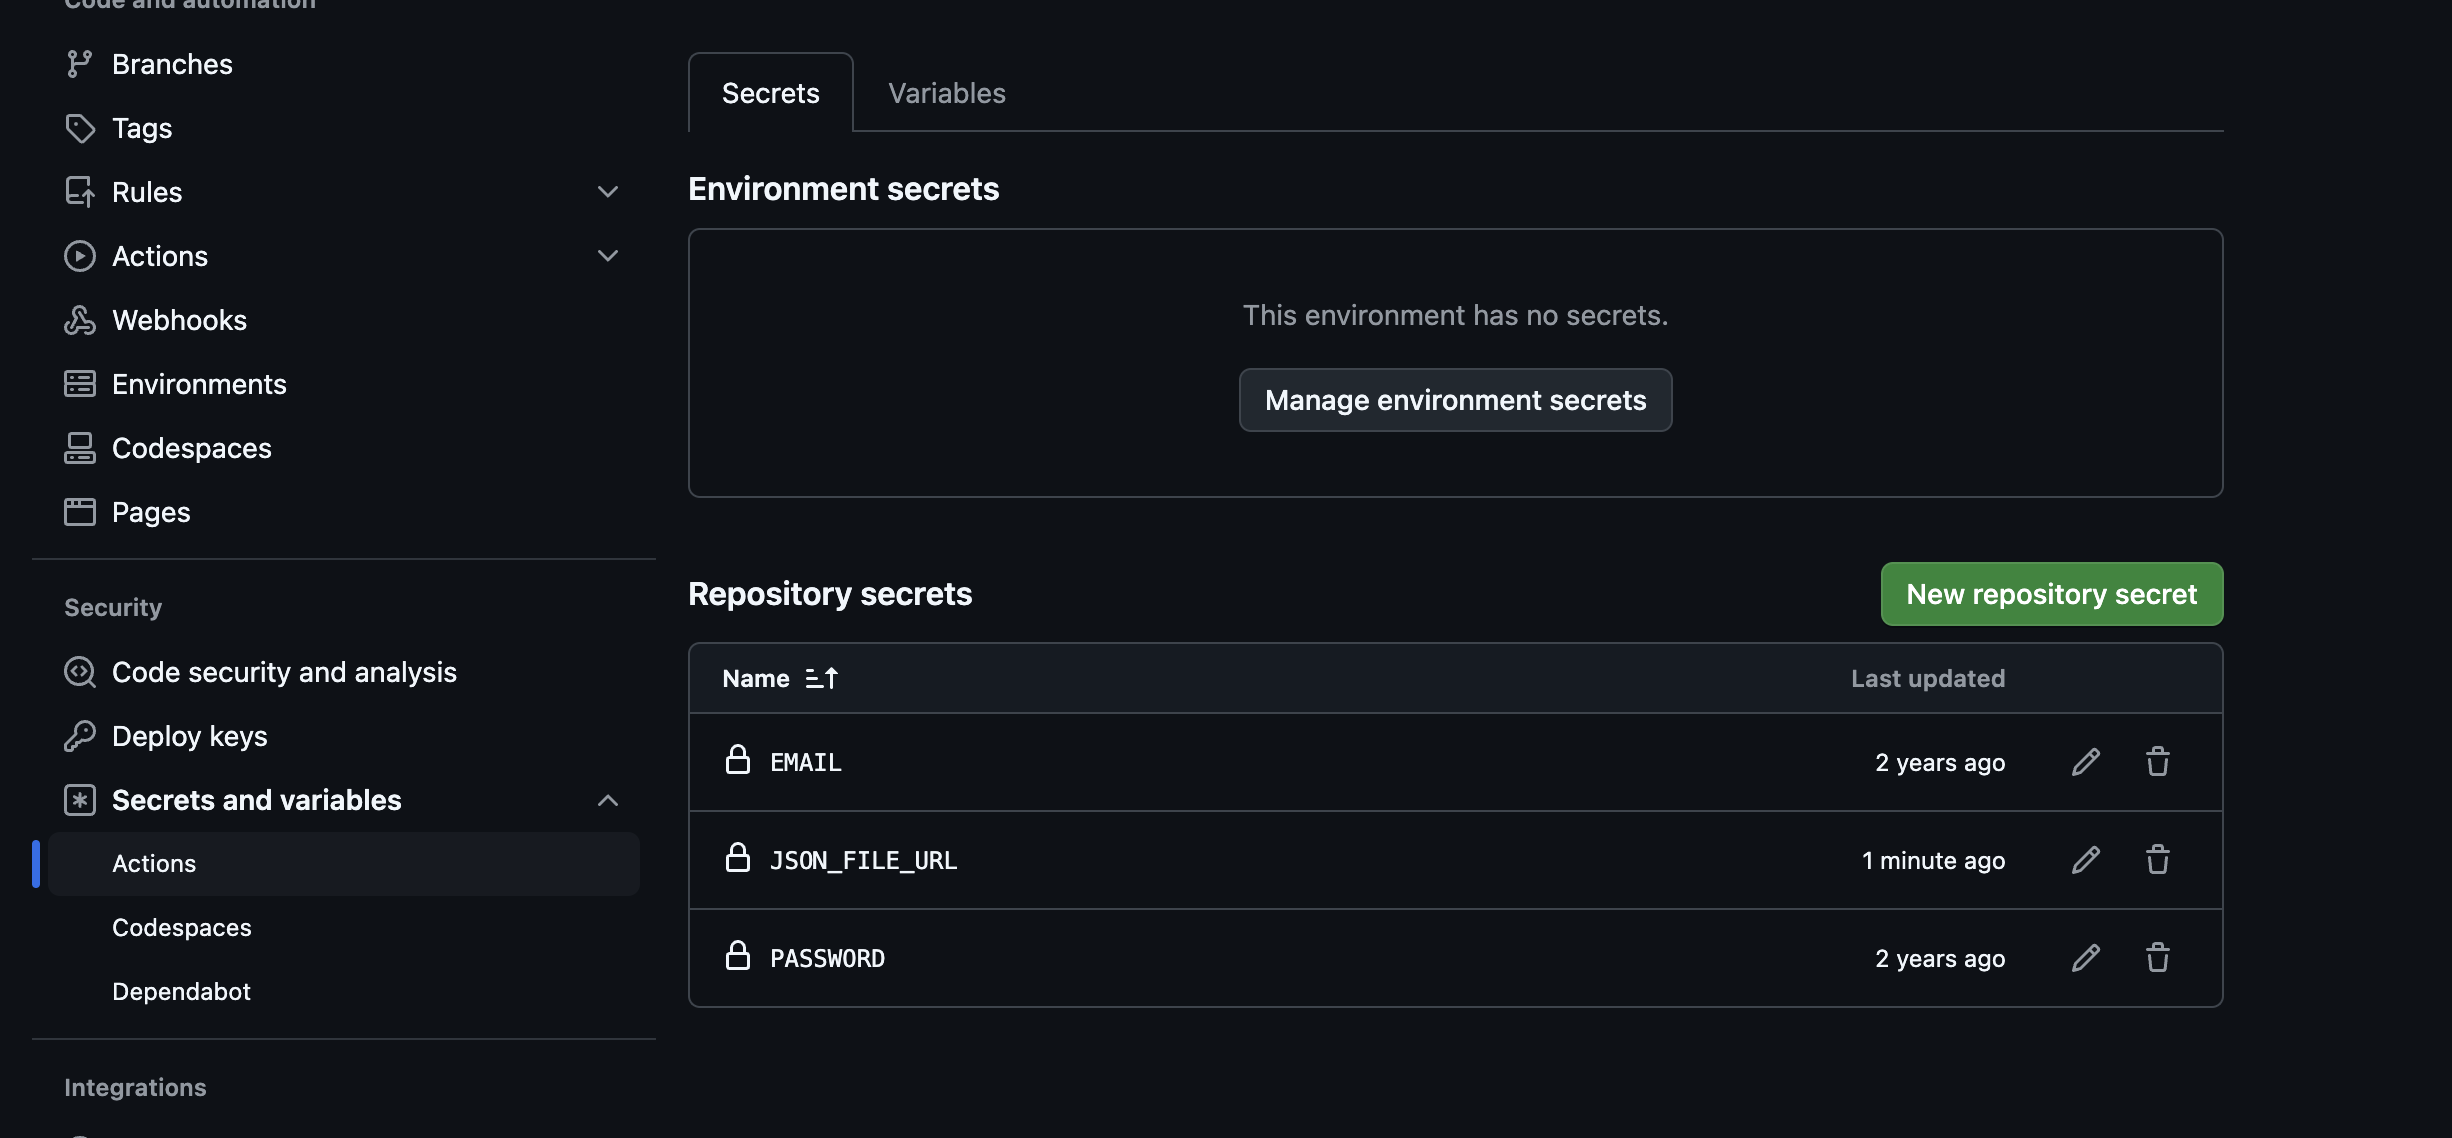 Code and automation
Branches
Tags
Rules
Actions
Webhooks
Environments
Codespaces
Pages
Security
Code security and analysis
Deploy keys
Secrets and variables
Actions
Codespaces
Dependabot
Integrations
Secrets Variables
Environment secrets
This environment has no secrets.
Manage environment secrets
Repository secrets
New repository secret
Name Last updated
EMAIL 2 years ago
JSON_FILE_URL 1 minute ago
PASSWORD 2 years ago